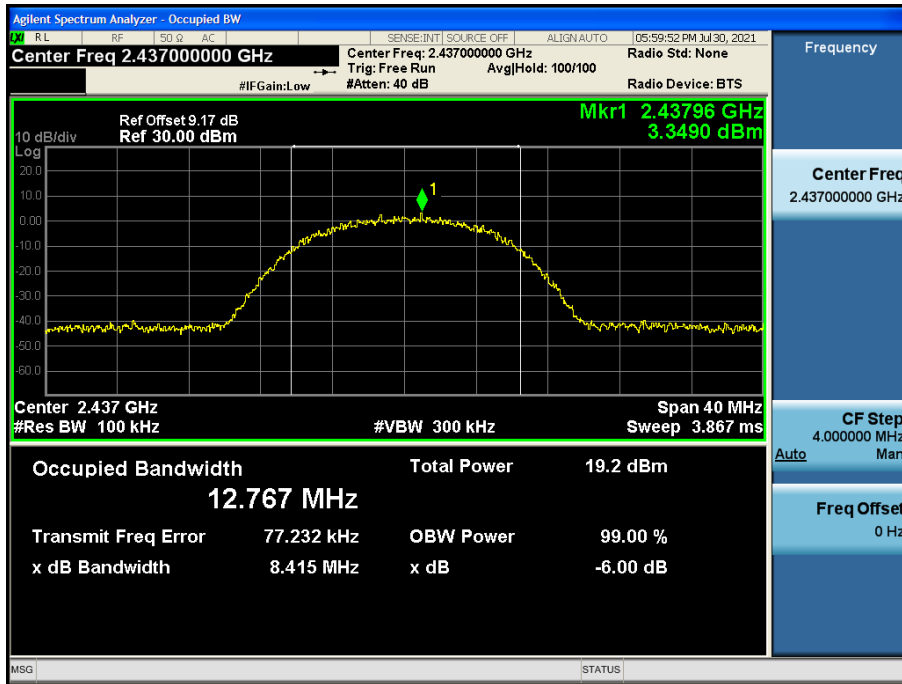 Agilent Spectrum Analyzer - Occupied BW
LXI RL RF 50 Ω AC SENSE:INT SOURCE OFF ALIGN AUTO 05:59:52 PM Jul 30, 2021
Center Freq 2.437000000 GHz
Center Freq: 2.437000000 GHz Radio Std: None
Trig: Free Run Avg|Hold: 100/100
#IFGain:Low #Atten: 40 dB Radio Device: BTS
Mkr1 2.43796 GHz
3.3490 dBm
Ref Offset 9.17 dB
10 dB/div Ref 30.00 dBm
Log
20.0
10.0
1
0.00
-10.0
-20.0
-30.0
-40.0
-50.0
-60.0
Center 2.437 GHz Span 40 MHz
#Res BW 100 kHz #VBW 300 kHz Sweep 3.867 ms
Occupied Bandwidth Total Power 19.2 dBm
12.767 MHz
Transmit Freq Error 77.232 kHz OBW Power 99.00 %
x dB Bandwidth 8.415 MHz x dB -6.00 dB
MSG STATUS
Frequency
Center Freq
2.437000000 GHz
CF Step
4.000000 MHz
Auto Man
Freq Offset
0 Hz